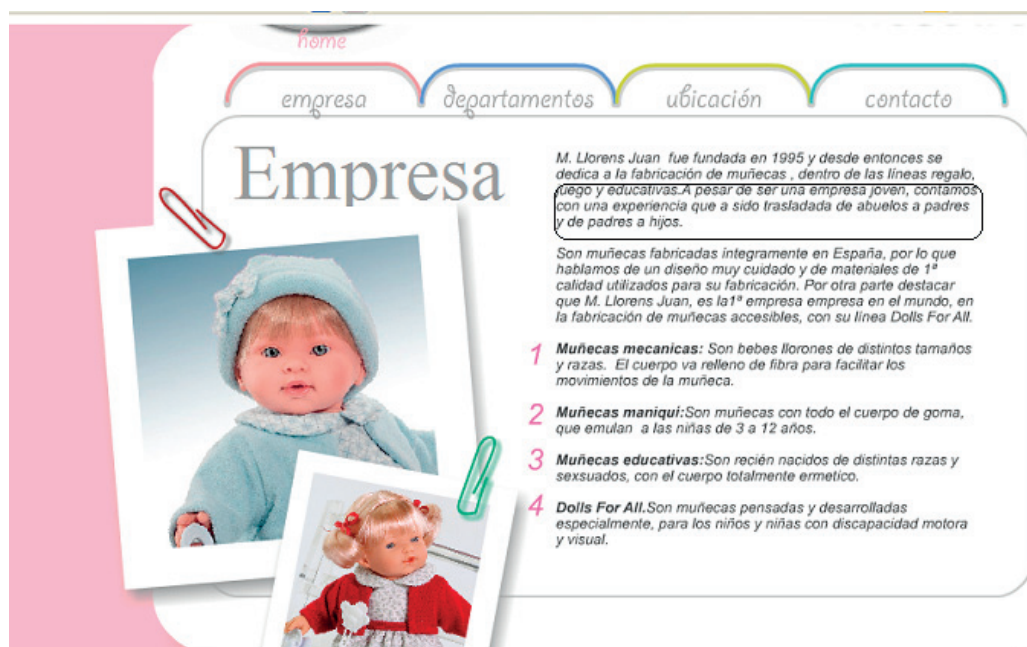 home
empresa
departamentos
ubicación
contacto
Empresa
M. Llorens Juan fue fundada en 1995 y desde entonces se
dedica a la fabricación de muñecas , dentro de las líneas regalo,
juego y educativas.A pesar de ser una empresa joven, contamos
con una experiencia que a sido trasladada de abuelos a padres
y de padres a hijos.
Son muñecas fabricadas integramente en España, por lo que
hablamos de un diseño muy cuidado y de materiales de 1ª
calidad utilizados para su fabricación. Por otra parte destacar
que M. Llorens Juan, es la1ª empresa empresa en el mundo, en
la fabricación de muñecas accesibles, con su línea Dolls For All.
1 Muñecas mecanicas: Son bebes llorones de distintos tamaños
y razas. El cuerpo va relleno de fibra para facilitar los
movimientos de la muñeca.
2 Muñecas maniqui:Son muñecas con todo el cuerpo de goma,
que emulan a las niñas de 3 a 12 años.
3 Muñecas educativas:Son recién nacidos de distintas razas y
sexsuados, con el cuerpo totalmente ermetico.
4 Dolls For All.Son muñecas pensadas y desarrolladas
especialmente, para los niños y niñas con discapacidad motora
y visual.